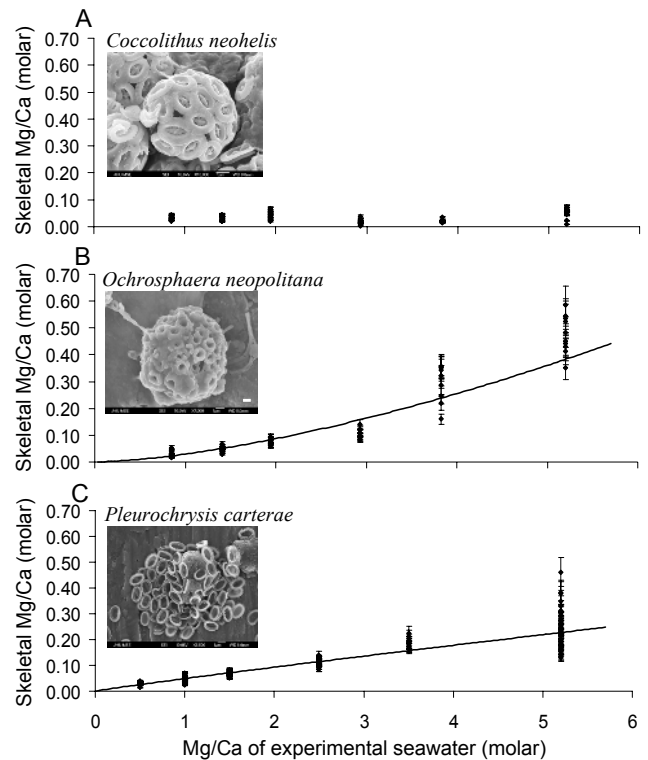 A
Coccolithus neohelis
Skeletal Mg/Ca (molar)
0.70
0.60
0.50
0.40
0.30
0.20
0.10
0.00
B
Ochrosphaera neopolitana
Skeletal Mg/Ca (molar)
0.70
0.60
0.50
0.40
0.30
0.20
0.10
0.00
C
Pleurochrysis carterae
Skeletal Mg/Ca (molar)
0.70
0.60
0.50
0.40
0.30
0.20
0.10
0.00
0 1 2 3 4 5 6
Mg/Ca of experimental seawater (molar)